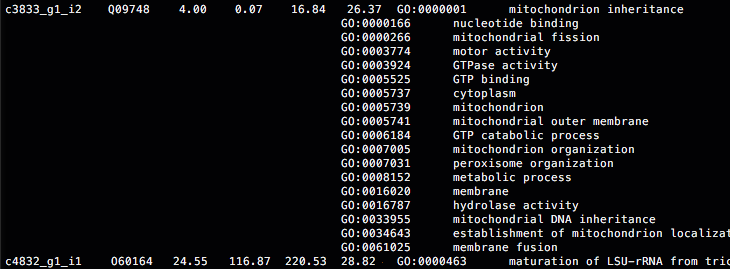 c3833_g1_i2 Q09748 4.00 0.07 16.84 26.37 GO:0000001 mitochondrion inheritance
GO:0000166 nucleotide binding
GO:0000266 mitochondrial fission
GO:0003774 motor activity
GO:0003924 GTPase activity
GO:0005525 GTP binding
GO:0005737 cytoplasm
GO:0005739 mitochondrion
GO:0005741 mitochondrial outer membrane
GO:0006184 GTP catabolic process
GO:0007005 mitochondrion organization
GO:0007031 peroxisome organization
GO:0008152 metabolic process
GO:0016020 membrane
GO:0016787 hydrolase activity
GO:0033955 mitochondrial DNA inheritance
GO:0034643 establishment of mitochondrion localizat
GO:0061025 membrane fusion
c4832_g1_i1 O60164 24.55 116.87 220.53 28.82 GO:0000463 maturation of LSU-rRNA from tric